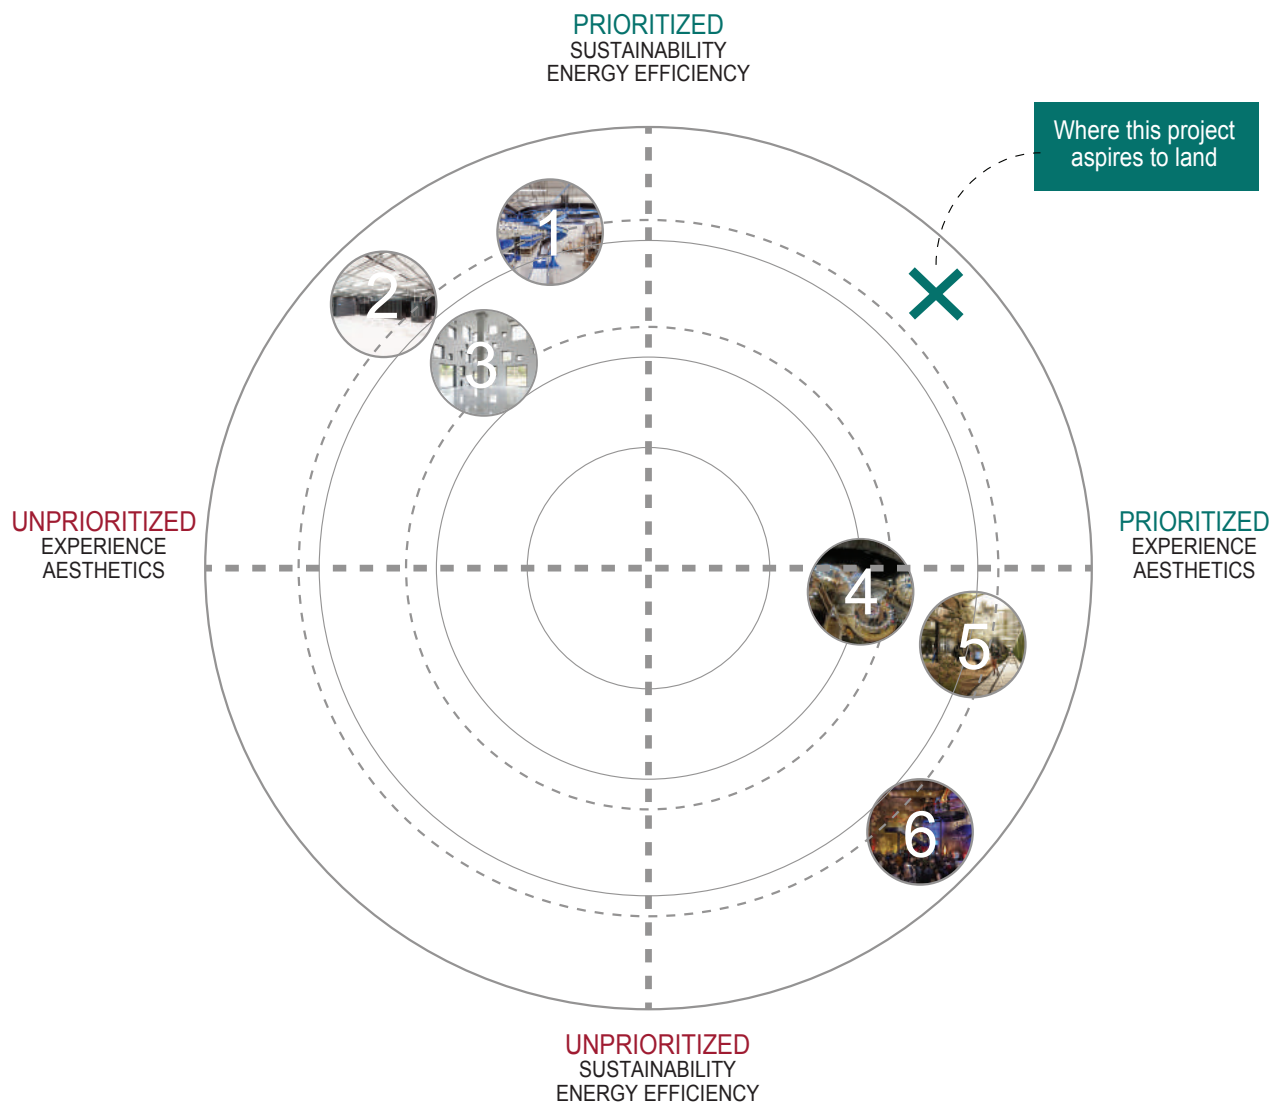 PRIORITIZED
SUSTAINABILITY
ENERGY EFFICIENCY
Where this project
aspires to land
1
2
3
UNPRIORITIZED
EXPERIENCE
AESTHETICS
PRIORITIZED
EXPERIENCE
AESTHETICS
4
5
6
UNPRIORITIZED
SUSTAINABILITY
ENERGY EFFICIENCY